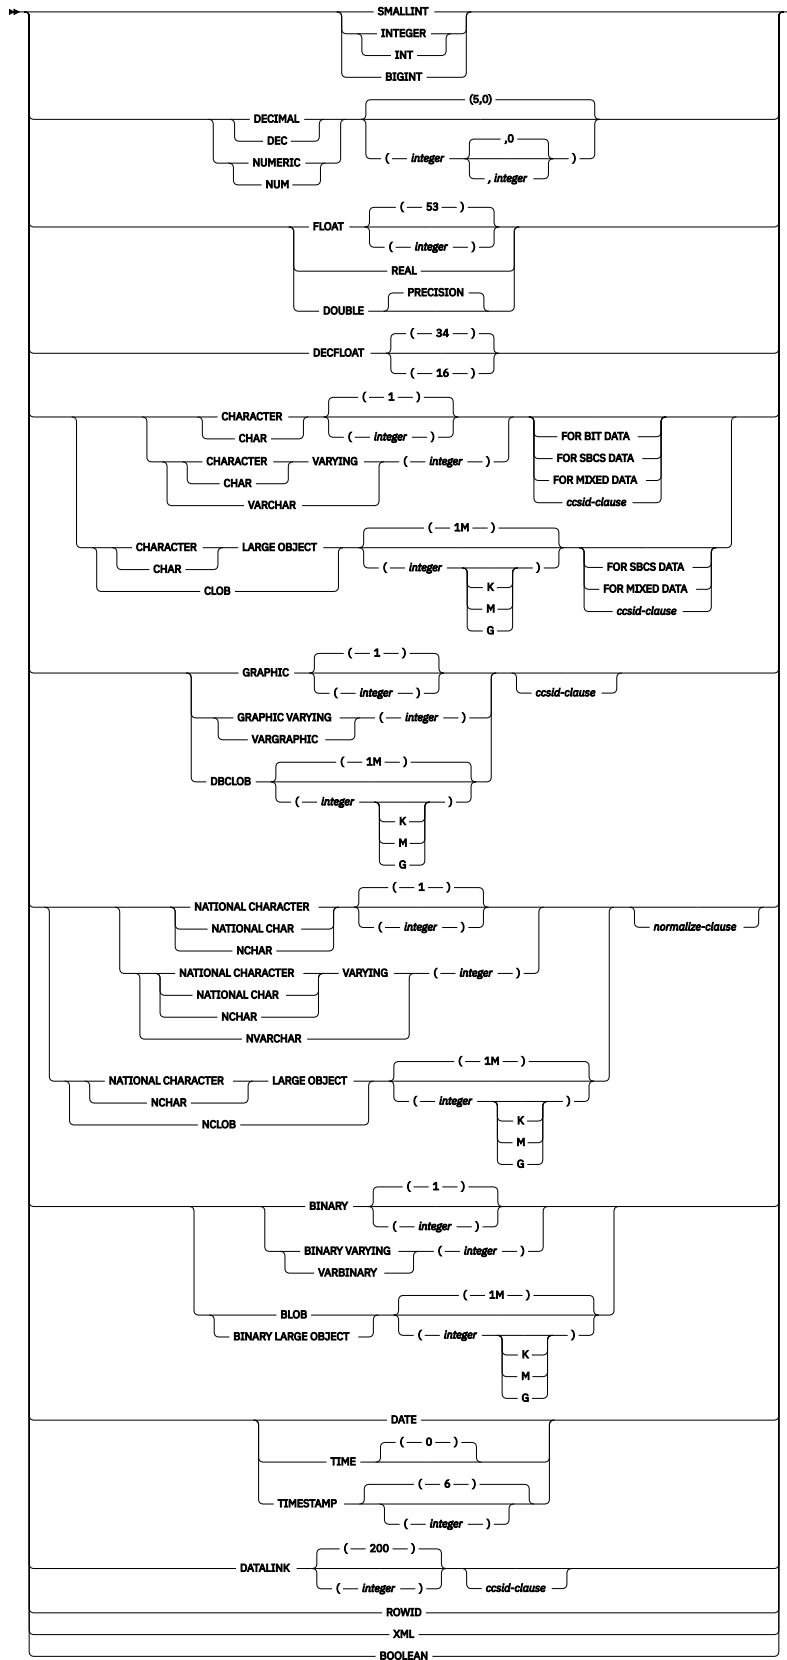 SMALLINT
INTEGER
INT
BIGINT
(5,0)
DECIMAL
DEC
,0
NUMERIC ( integer )
NUM , integer
( 53 )
FLOAT
( integer )
REAL
PRECISION
DOUBLE
( 34 )
DECFLOAT
( 16 )
( 1 )
CHARACTER
CHAR ( integer ) FOR BIT DATA
CHARACTER VARYING ( integer ) FOR SBCS DATA
CHAR FOR MIXED DATA
VARCHAR ccsid-clause
( 1M )
CHARACTER LARGE OBJECT
CHAR ( integer ) FOR SBCS DATA
CLOB K FOR MIXED DATA
M ccsid-clause
G
( 1 )
GRAPHIC
( integer ) ccsid-clause
GRAPHIC VARYING ( integer )
VARGRAPHIC
( 1M )
DBCLOB
( integer )
K
M
G
( 1 )
NATIONAL CHARACTER
NATIONAL CHAR ( integer ) normalize-clause
NCHAR
NATIONAL CHARACTER VARYING ( integer )
NATIONAL CHAR
NCHAR
NVARCHAR
( 1M )
NATIONAL CHARACTER LARGE OBJECT
NCHAR ( integer )
NCLOB K
M
G
( 1 )
BINARY
( integer )
BINARY VARYING ( integer )
VARBINARY
( 1M )
BLOB
BINARY LARGE OBJECT ( integer )
K
M
G
DATE
( 0 )
TIME
( 6 )
TIMESTAMP
( integer )
( 200 )
DATALINK
( integer ) ccsid-clause
ROWID
XML
BOOLEAN